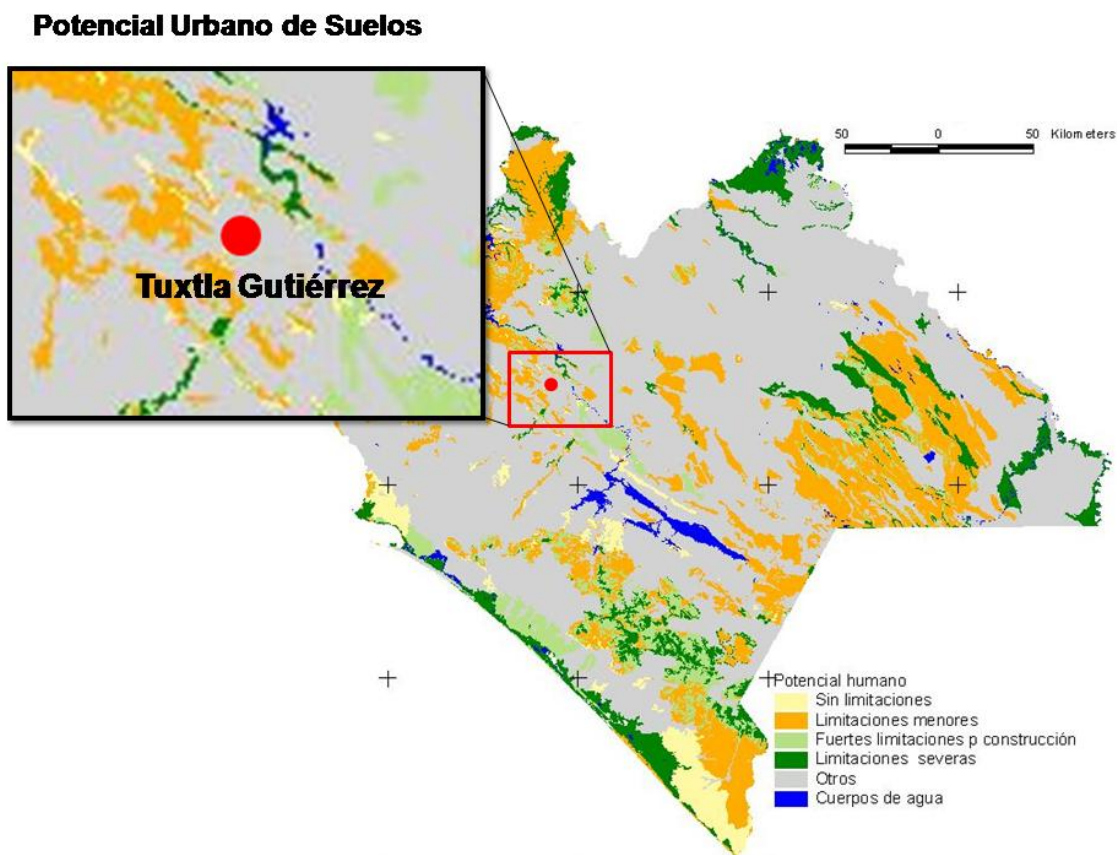 Potencial Urbano de Suelos
Tuxtla Gutiérrez
50 0 50 Kilometers
Potencial humano
Sin limitaciones
Limitaciones menores
Fuertes limitaciones p construcción
Limitaciones severas
Otros
Cuerpos de agua